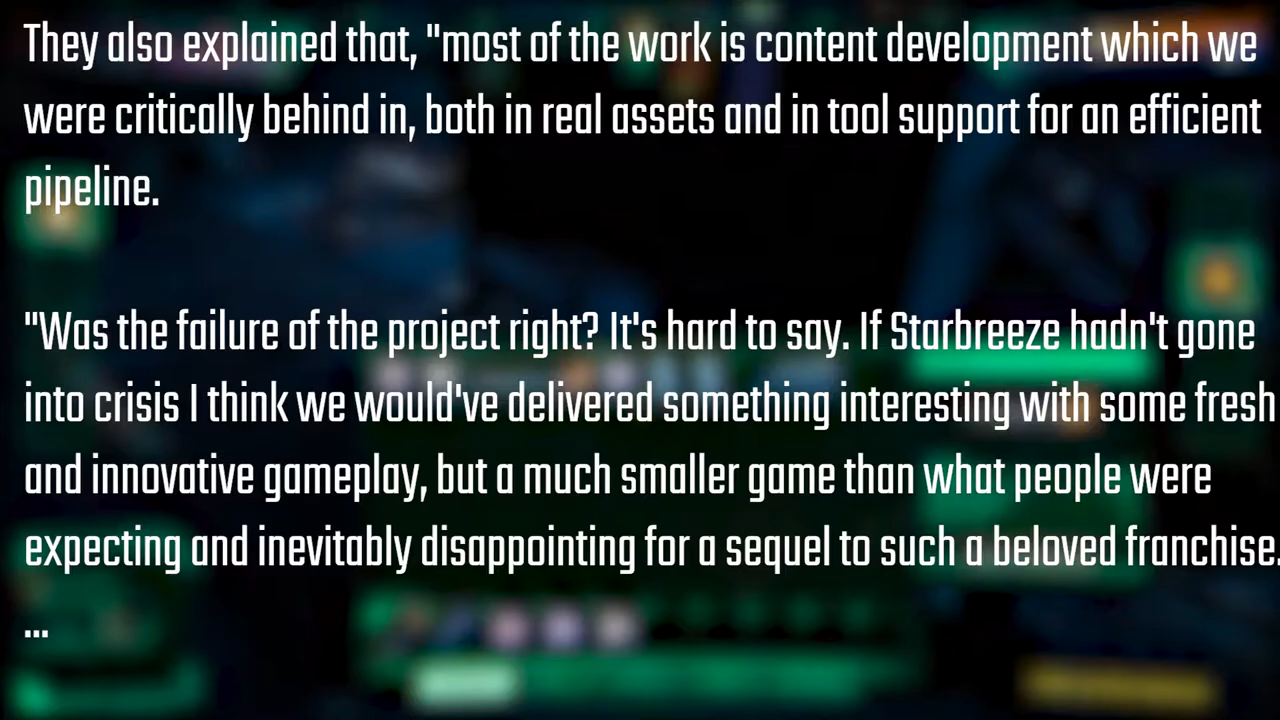 They also explained that, "most of the work is content development which we
were critically behind in, both in real assets and in tool support for an efficient
pipeline.
"Was the failure of the project right? It's hard to say. If Starbreeze hadn't gone
into crisis I think we would've delivered something interesting with some fresh
and innovative gameplay, but a much smaller game than what people were
expecting and inevitably disappointing for a sequel to such a beloved franchise.
...